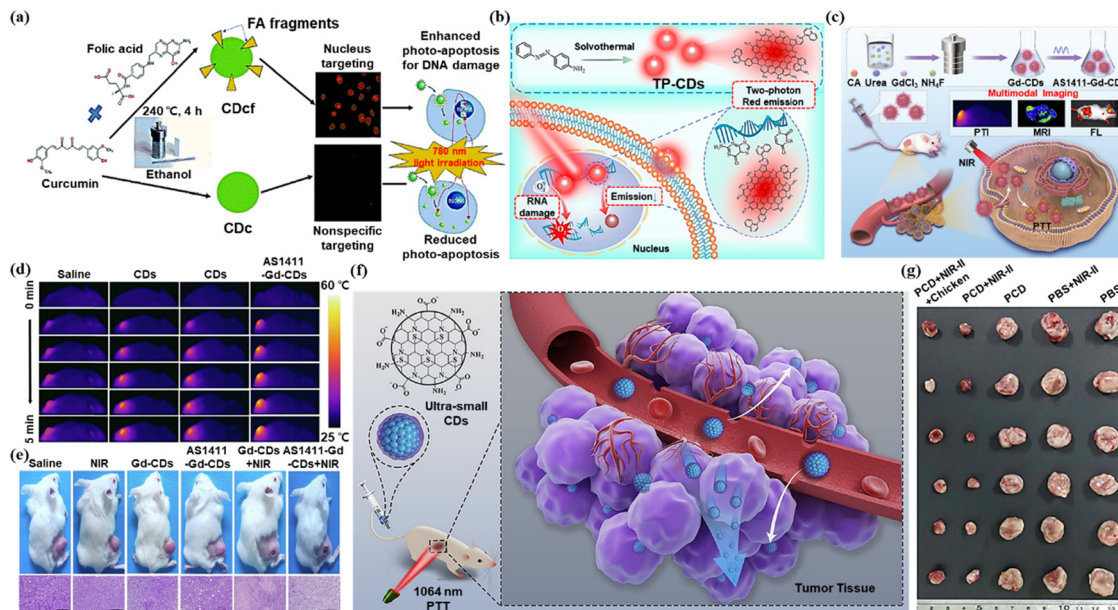 (a)
FA fragments
Folic acid
Nucleus
targeting
Enhanced
photo-apoptosis
for DNA damage
CDcf
240 ℃, 4 h
Ethanol
Curcumin
CDc
780 nm
light irradiation
Nonspecific
targeting
Reduced
photo-apoptosis
(b)
Solvothermal
NH₂
TP-CDs
Two-photon
Red emission
RNA
damage
Emission
Nucleus
(c)
CA Urea GdCl₃ NH₄F
Gd-CDs
AS1411-Gd-CDs
Multimodal Imaging
PTI
MRI
FL
NIR
PTT
(d)
Saline
CDs
CDs
AS1411
-Gd-CDs
0 min
5 min
60
℃
25 ℃
(e)
Saline
NIR
Gd-CDs
AS1411
-Gd-CDs
Gd-CDs
+NIR
AS1411-Gd
-CDs+NIR
(f)
Ultra-small
CDs
1064 nm
PTT
Tumor Tissue
(g)
PCD+NIR-II
+Chicken
PCD+NIR-II
PCD
PBS+NIR-II
PBS